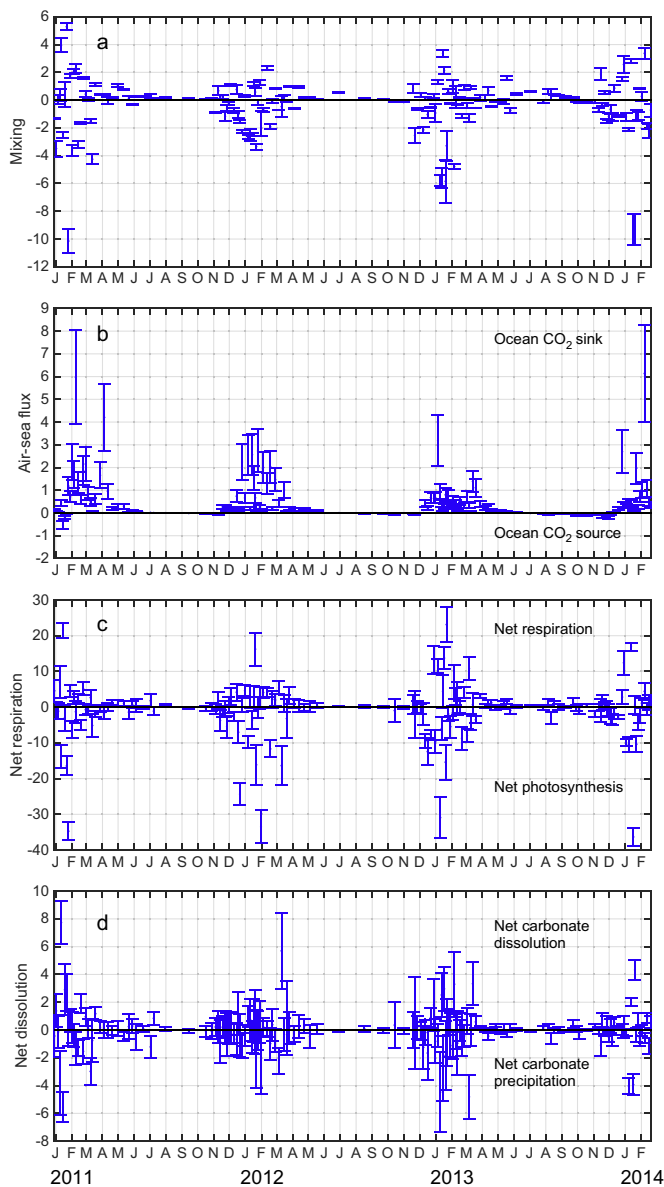 6
4
2
0
-2
-4
-6
-8
-10
-12
Mixing
a
J F M A M J J A S O N D J F M A M J J A S O N D J F M A M J J A S O N D J F
9
8
7
6
5
4
3
2
1
0
-1
-2
Air-sea flux
b
Ocean CO2 sink
Ocean CO2 source
J F M A M J J A S O N D J F M A M J J A S O N D J F M A M J J A S O N D J F
30
20
10
0
-10
-20
-30
-40
Net respiration
c
Net respiration
Net photosynthesis
J F M A M J J A S O N D J F M A M J J A S O N D J F M A M J J A S O N D J F
10
8
6
4
2
0
-2
-4
-6
-8
Net dissolution
d
Net carbonate
dissolution
Net carbonate
precipitation
J F M A M J J A S O N D J F M A M J J A S O N D J F M A M J J A S O N D J F
2011 2012 2013 2014